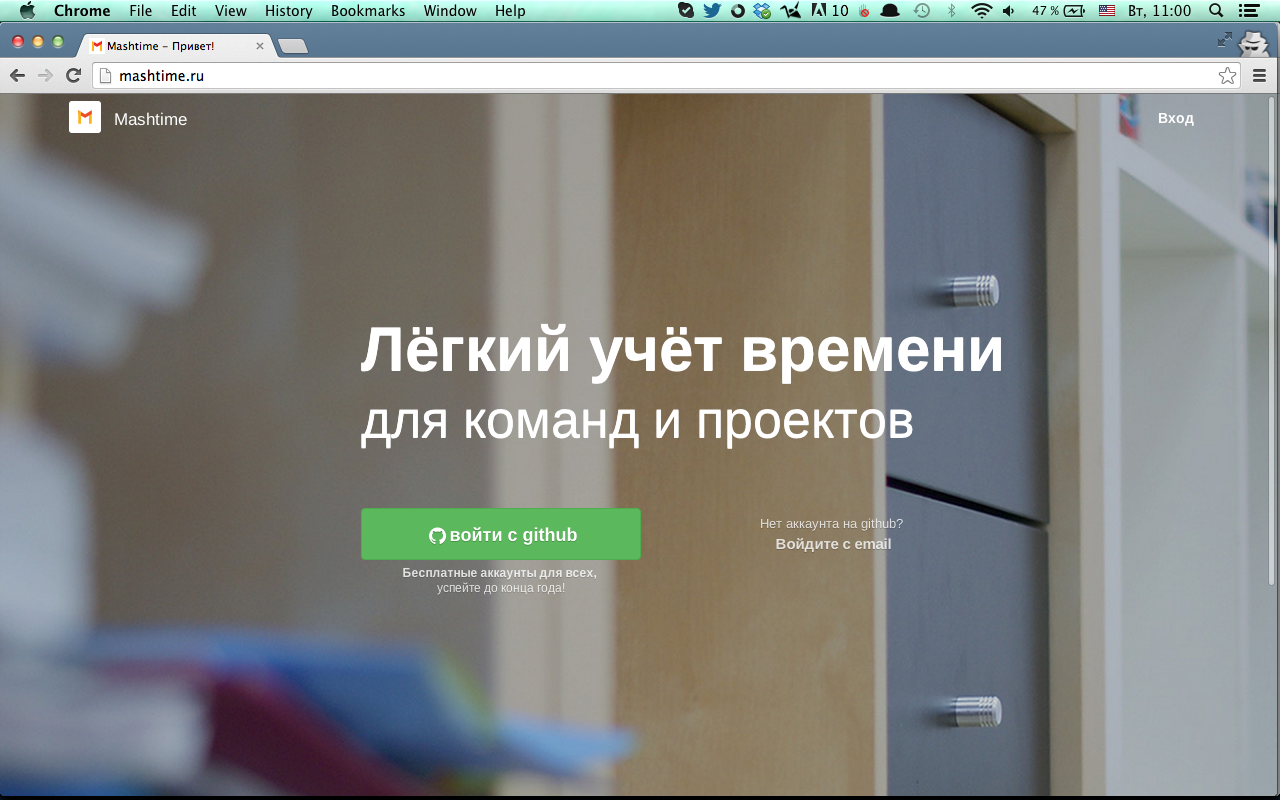 Chrome File Edit View History Bookmarks Window Help 10 47 % Вт, 11:00
Mashtime – Привет!
mashtime.ru
Mashtime
Вход
Лёгкий учёт времени
для команд и проектов
войти с github
Нет аккаунта на github?
Войдите с email
Бесплатные аккаунты для всех,
успейте до конца года!